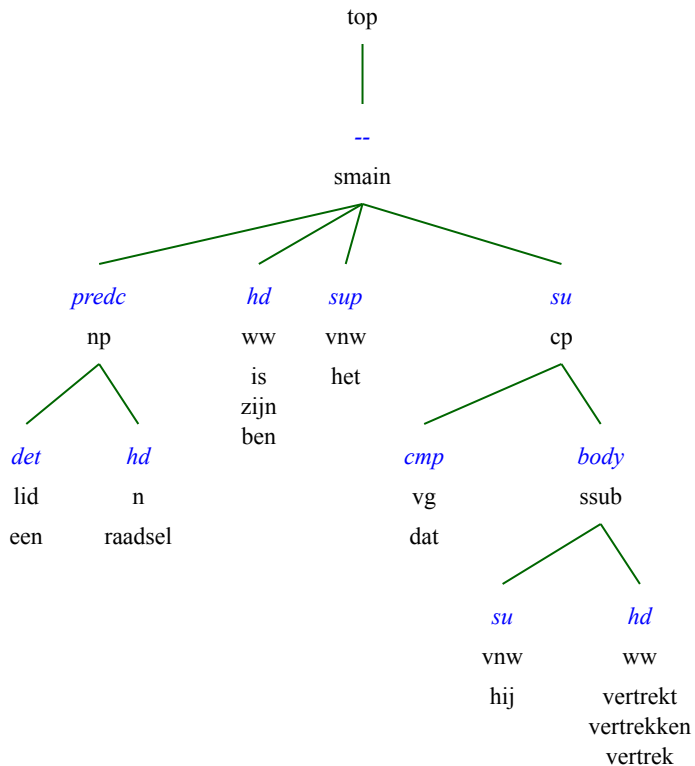 top
--
smain
predc hd sup su
np ww vnw cp
is het
zijn
ben
det hd cmp body
lid n vg ssub
een raadsel dat
su hd
vnw ww
hij vertrekt
vertrekken
vertrek